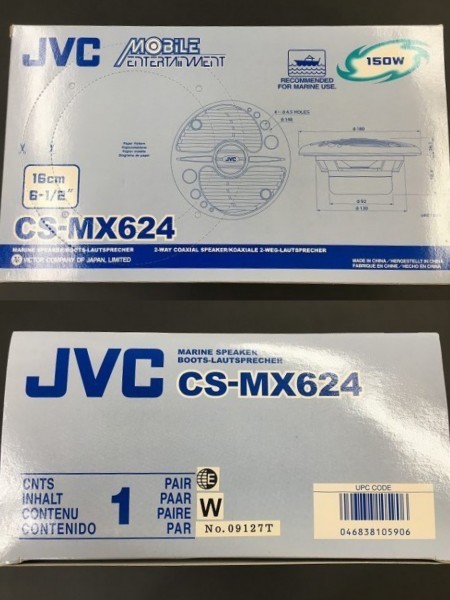 JVC
MOBILE
ENTERTAINMENT
RECOMMENDED
FOR MARINE USE.
150W
16cm
6-1/2"
JVC
CS-MX624
MARINE SPEAKER/BOOTS-LAUTSPRECHER
2-WAY COAXIAL SPEAKER/KOAXIALE 2-WEG-LAUTSPRECHER
VICTOR COMPANY OF JAPAN, LIMITED
MADE IN CHINA./HERGESTELLT IN CHINA
FABRIQUÉ EN CHINE./HECHO EN CHINA
JVC
MARINE SPEAKER
BOOTS-LAUTSPRECHER
CS-MX624
CNTS
INHALT
CONTENU
CONTENIDO
1
PAIR
PAAR
PAIRE
PAR
E
W
No. 09127T
UPC CODE
046838105906